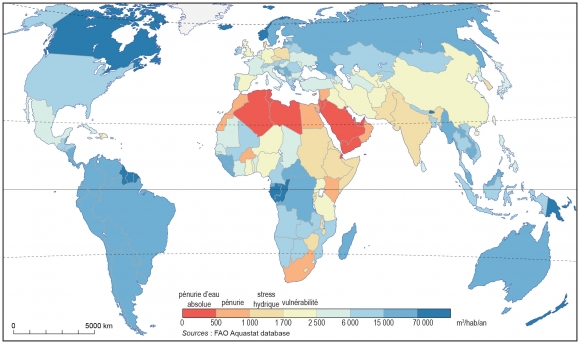 pénurie d'eau absolue pénurie stress hydrique vulnérabilité
0 500 1 000 1 700 2 500 6 000 15 000 70 000 m³/hab/an
0 5000 km
Sources : FAO Aquastat database